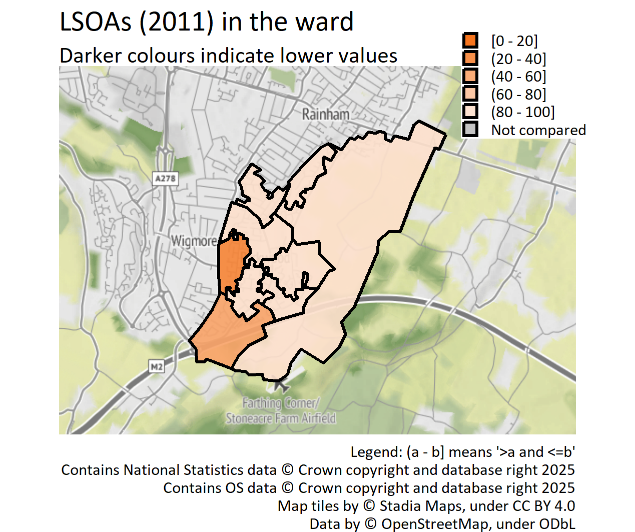 LSOAs (2011) in the ward
Darker colours indicate lower values
[0 - 20]
(20 - 40]
(40 - 60]
(60 - 80]
(80 - 100]
Not compared
Rainham
A278
Wigmore
M2
Farthing Corner/
Stoneacre Farm Airfield
Legend: (a - b] means '>a and <=b'
Contains National Statistics data © Crown copyright and database right 2025
Contains OS data © Crown copyright and database right 2025
Map tiles by © Stadia Maps, under CC BY 4.0
Data by © OpenStreetMap, under ODbL